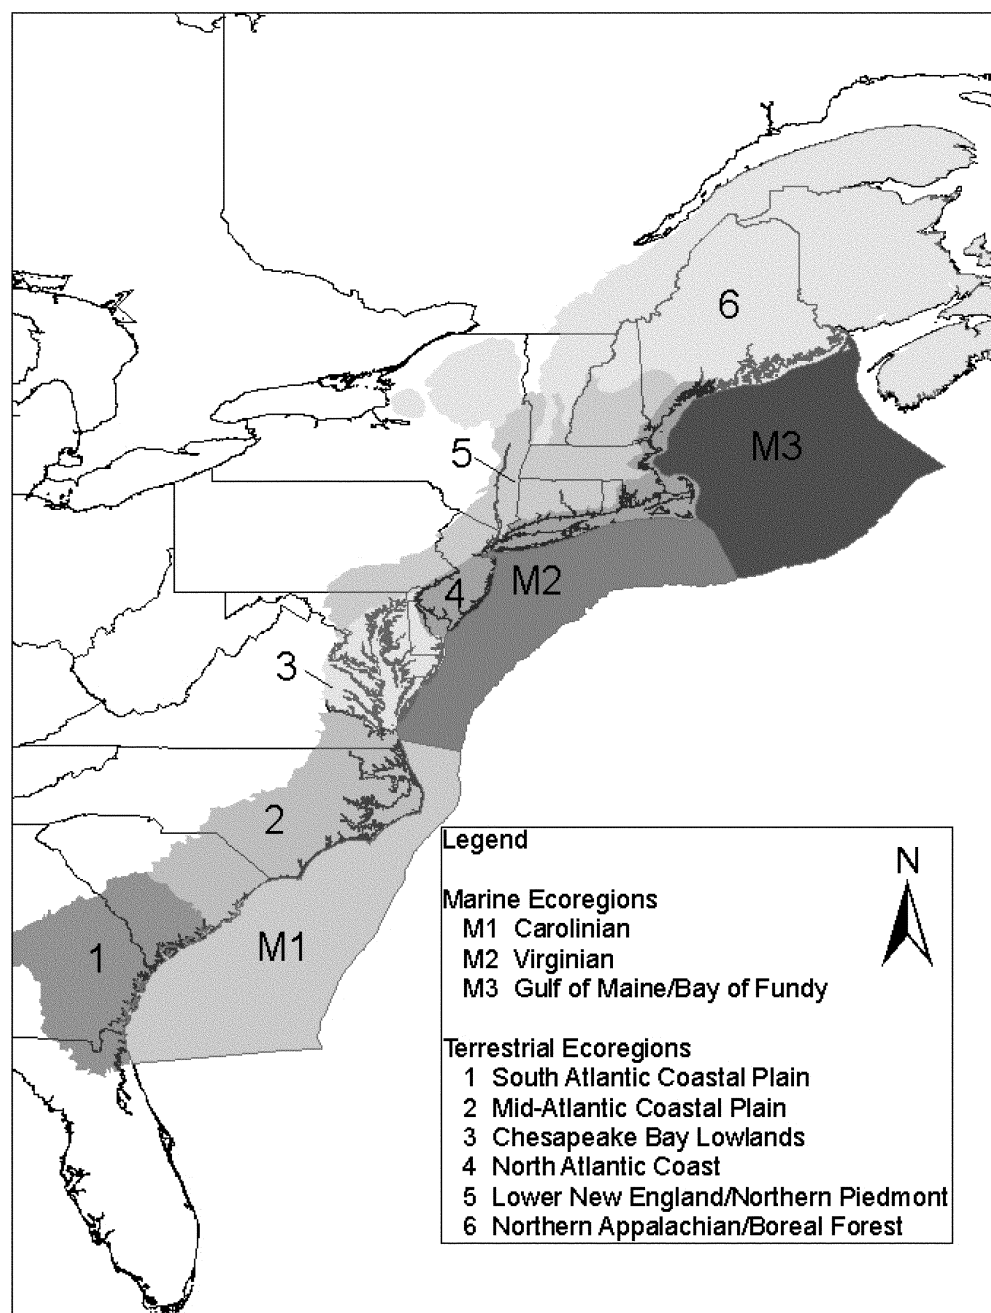 6
M3
5
M2
4
3
2
M1
1
Legend
N
Marine Ecoregions
M1 Carolinian
M2 Virginian
M3 Gulf of Maine/Bay of Fundy
Terrestrial Ecoregions
1 South Atlantic Coastal Plain
2 Mid-Atlantic Coastal Plain
3 Chesapeake Bay Lowlands
4 North Atlantic Coast
5 Lower New England/Northern Piedmont
6 Northern Appalachian/Boreal Forest